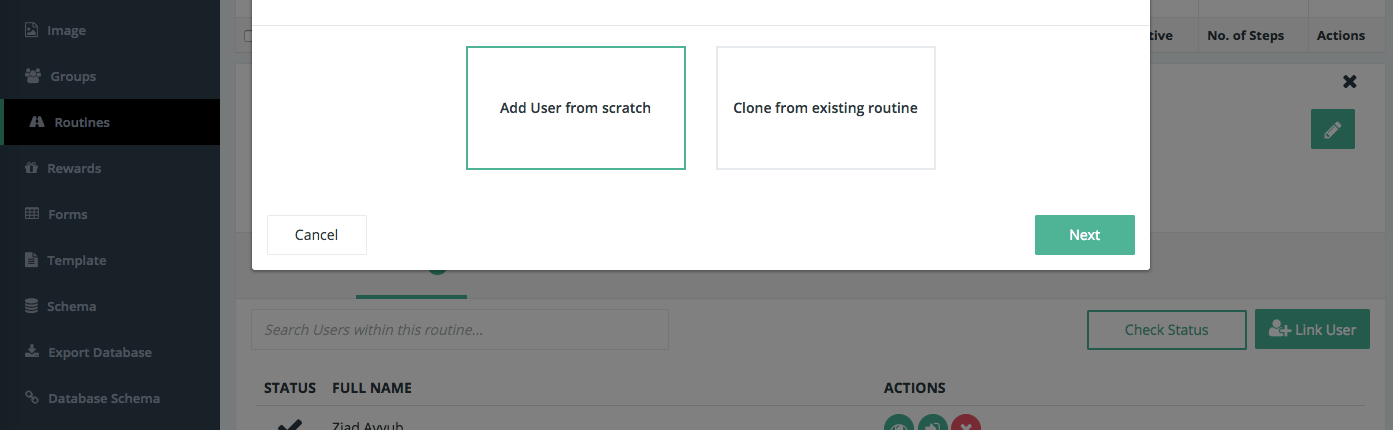 Image
Groups
Routines
Rewards
Forms
Template
Schema
Export Database
Database Schema
tive No. of Steps Actions
Add User from scratch Clone from existing routine
Cancel Next
Search Users within this routine...
Check Status Link User
STATUS FULL NAME ACTIONS
Ziad Ayyub